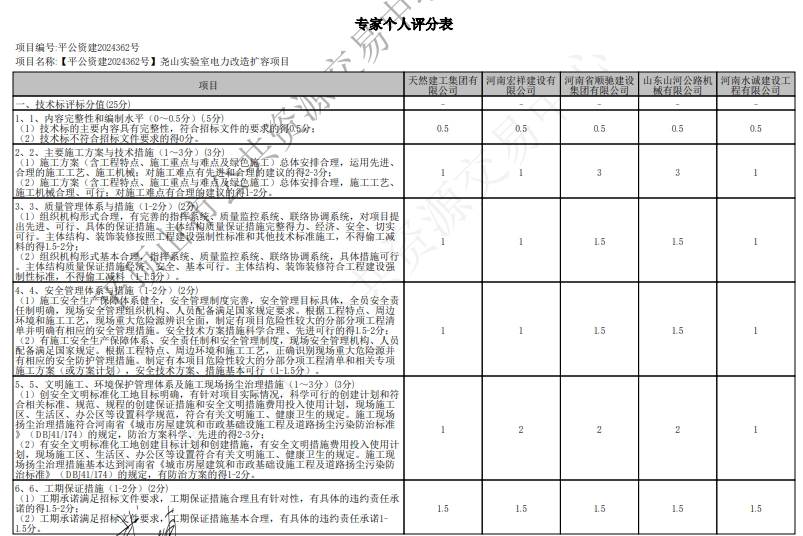 专家个人评分表
项目编号:平公资建2024362号
项目名称:【平公资建2024362号】尧山实验室电力改造扩容项目
项目 天然建工集团有限公司 河南宏祥建设有限公司 河南省顺驰建设集团有限公司 山东山河公路机械有限公司 河南永诚建设工程有限公司
一、技术标评标分值(25分) - - - - -
1、1、内容完整性和编制水平（0～0.5分）(.5分)
（1）技术标的主要内容具有完整性，符合招标文件的要求的得0.5分；
（2）技术标不符合招标文件的要求的得0分。
0.5 0.5 0.5 0.5 0.5
2、2、主要施工方案与技术措施（1～3分）(3分)
（1）施工方案（含工程特点、施工重点与难点及绿色施工）总体安排合理，运用先进、
合理的施工工艺、施工机械；对施工难点有先进和合理的建议的得2-3分；
（2）施工方案（含工程特点、施工重点与难点及绿色施工）总体安排合理，施工工艺、
施工机械合理、可行；对施工难点有合理的建议的得1-2分。
1 1 3 3 1
3、3、质量管理体系与措施（1-2分）(2分)
（1）组织机构形式合理，有完善的指挥系统、质量监控系统、联络协调系统，对项目提
出先进、可行、具体的保证措施。主体结构质量保证措施完整得力、经济、安全、切实
可行。主体结构、装饰装修按照工程建设强制性标准和其他技术标准施工，不得偷工减
料的得1.5-2分；
（2）组织机构形式基本合理，指挥系统、质量监控系统、联络协调系统，具体措施可行
。主体结构质量保证措施经济、安全、基本可行。主体结构、装饰装修符合工程建设强
制性标准，不得偷工减料（1-1.5分）。
1 1 1.5 1.5 1
4、4、安全管理体系与措施（1-2分）(2分)
（1）施工安全生产保障体系健全，安全管理制度完善，安全管理目标具体，全员安全责
任制明确，现场安全管理组织机构、人员配备满足国家规定要求。根据工程特点、周边
环境和施工工艺，现场重大危险源辨识全面，制定有项目危险性较大的分部分项工程清
单并明确有相应的安全管理措施。安全技术方案措施科学合理、先进可行的得1.5-2分；
（2）有施工安全生产保障体系、安全责任制和安全管理制度，现场安全管理机构、人员
配备满足国家规定。根据工程特点、周边环境和施工工艺，正确识别现场重大危险源并
有相应的安全防护管理措施。制定有本项目危险性较大的分部分项工程清单和相关专项
施工方案（或方案计划），安全技术方案、措施基本可行（1-1.5分）。
1 1 1.5 1.5 1
5、5、文明施工、环境保护管理体系及施工现场扬尘治理措施（1～3分）(3分)
（1）创安全文明标准化工地目标明确，有针对项目实际情况，科学可行的创建计划和符
合相关标准、规范、规程的创建保证措施和安全文明措施费用投入使用计划，现场施工
区、生活区、办公区等设置科学规范，符合有关文明施工、健康卫生的规定。施工现场
扬尘治理措施符合河南省《城市房屋建筑和市政基础设施工程及道路扬尘污染防治标准
》（DBJ41/174）的规定，防治方案科学、先进的得2-3分；
（2）有安全文明标准化工地创建目标计划和创建措施，有安全文明措施费用投入使用计
划，现场施工区、生活区、办公区等设置符合有关文明施工、健康卫生的规定。施工现
场扬尘治理措施基本达到河南省《城市房屋建筑和市政基础设施工程及道路扬尘污染防
治标准》（DBJ41/174）的规定，有防治方案的得1-2分。
1 2 2 2 1
6、6、工期保证措施（1-2分）(2分)
（1）工期承诺满足招标文件要求，工期保证措施合理且有针对性，有具体的违约责任承
诺的得1.5-2分；
（2）工期承诺满足招标文件要求，工期保证措施基本合理，有具体的违约责任承诺1-
1.5分。
1.5 1.5 1.5 1.5 1.5